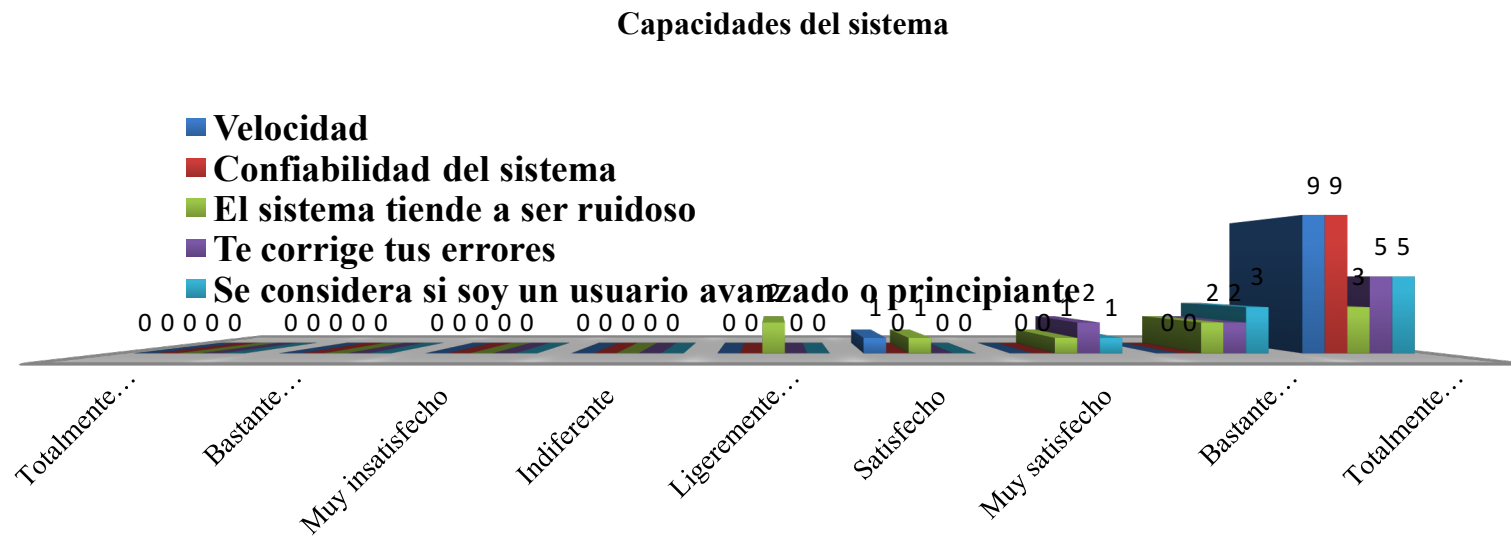 Capacidades del sistema
Velocidad
Confiabilidad del sistema
El sistema tiende a ser ruidoso
Te corrige tus errores
Se considera si soy un usuario avanzado o principiante
9 9
5 5
3
3
2
2 2
1 0 1 0 0
0 0 1 2 1
0 0
0 0 0 0 0
0 0 0 0 0
0 0 0 0 0
0 0 0 0 0
0 0 0 0
Totalmente…
Bastante…
Muy insatisfecho
Indiferente
Ligeremente…
Satisfecho
Muy satisfecho
Bastante…
Totalmente…